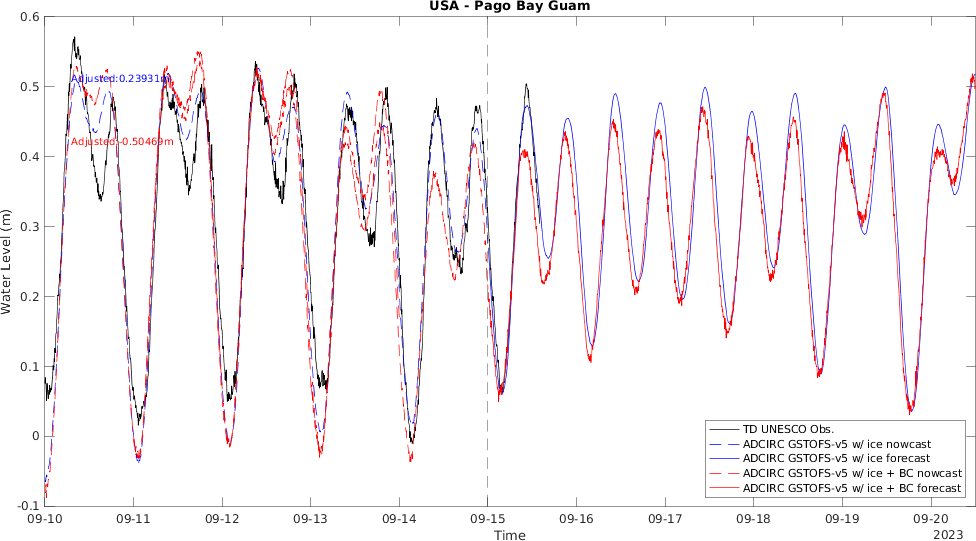 USA - Pago Bay Guam
0.6
0.5
0.4
0.3
0.2
0.1
0
-0.1
Water Level (m)
Adjusted:0.23931m
Adjusted:-0.50469m
TD UNESCO Obs.
ADCIRC GSTOFS-v5 w/ ice nowcast
ADCIRC GSTOFS-v5 w/ ice forecast
ADCIRC GSTOFS-v5 w/ ice + BC nowcast
ADCIRC GSTOFS-v5 w/ ice + BC forecast
09-10 09-11 09-12 09-13 09-14 09-15 09-16 09-17 09-18 09-19 09-20
Time
2023